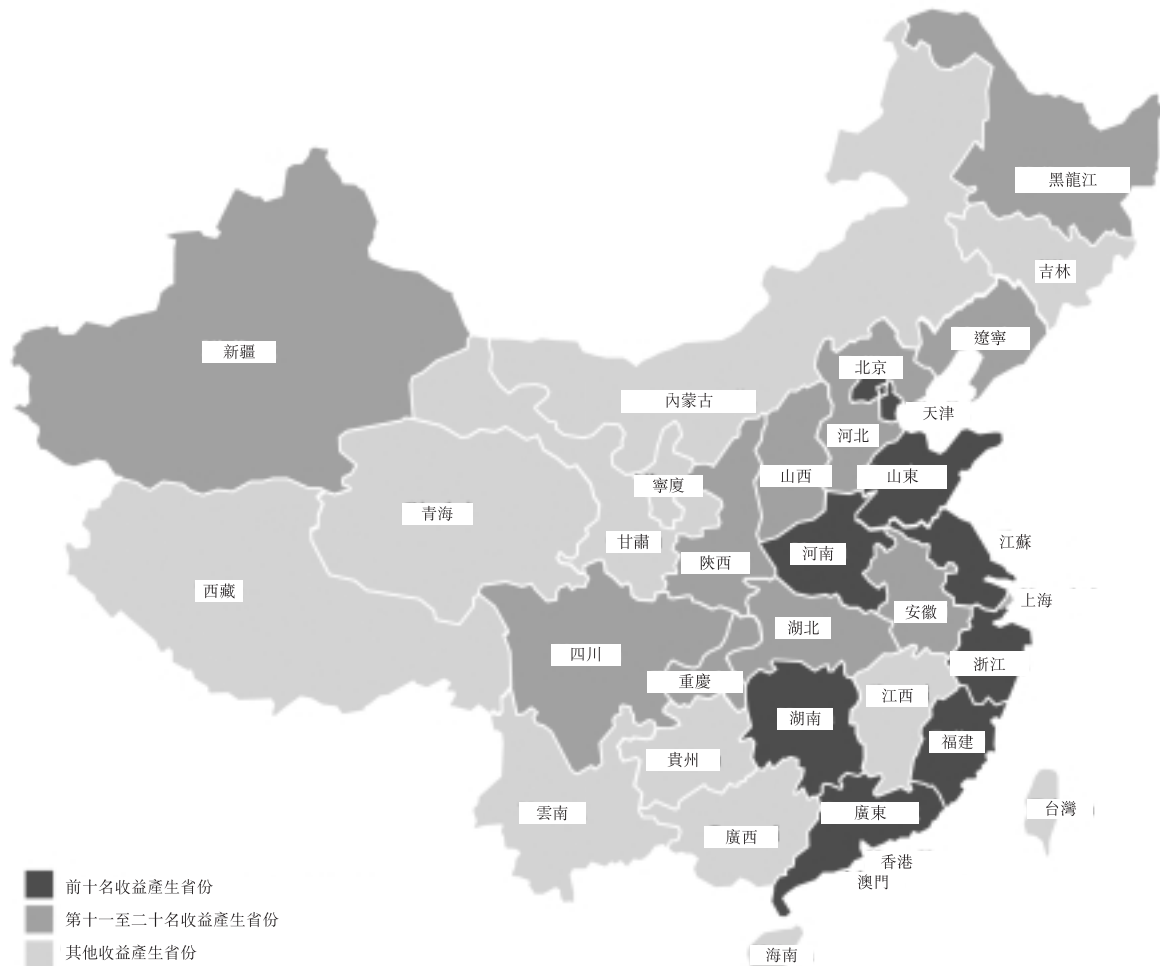 黑龍江
吉林
遼寧
新疆
北京
內蒙古
天津
河北
山西
山東
寧廈
青海
甘肅
江蘇
河南
陝西
西藏
上海
安徽
湖北
四川
浙江
重慶
江西
湖南
福建
貴州
台灣
雲南
廣東
廣西
香港
澳門
海南
前十名收益產生省份
第十一至二十名收益產生省份
其他收益產生省份